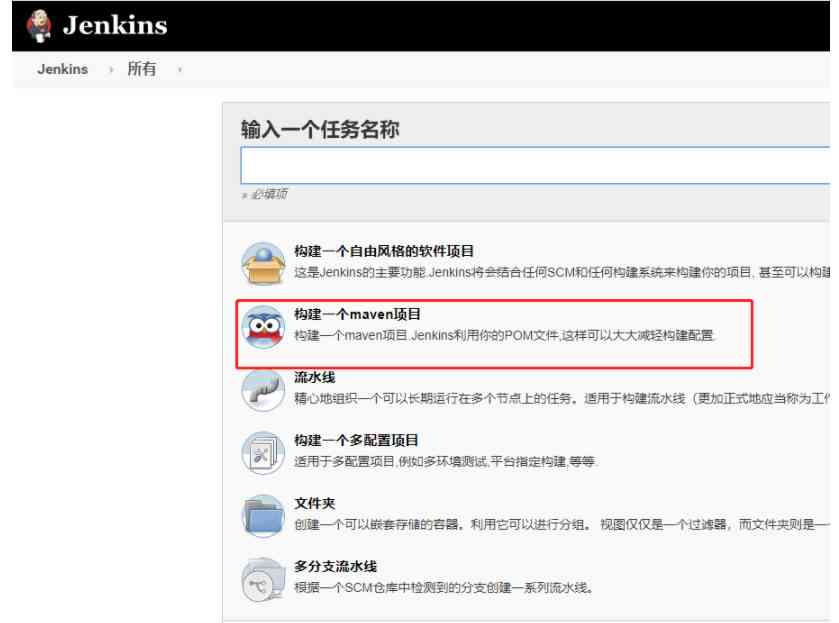 Jenkins
Jenkins › 所有 ›
输入一个任务名称
» 必填项
构建一个自由风格的软件项目
这是Jenkins的主要功能.Jenkins将会结合任何SCM和任何构建系统来构建你的项目, 甚至可以构建
构建一个maven项目
构建一个maven项目.Jenkins利用你的POM文件,这样可以大大减轻构建配置.
流水线
精心地组织一个可以长期运行在多个节点上的任务。适用于构建流水线（更加正式地应当称为工作
构建一个多配置项目
适用于多配置项目,例如多环境测试,平台指定构建,等等.
文件夹
创建一个可以嵌套存储的容器。利用它可以进行分组。 视图仅仅是一个过滤器，而文件夹则是一
多分支流水线
根据一个SCM仓库中检测到的分支创建一系列流水线。